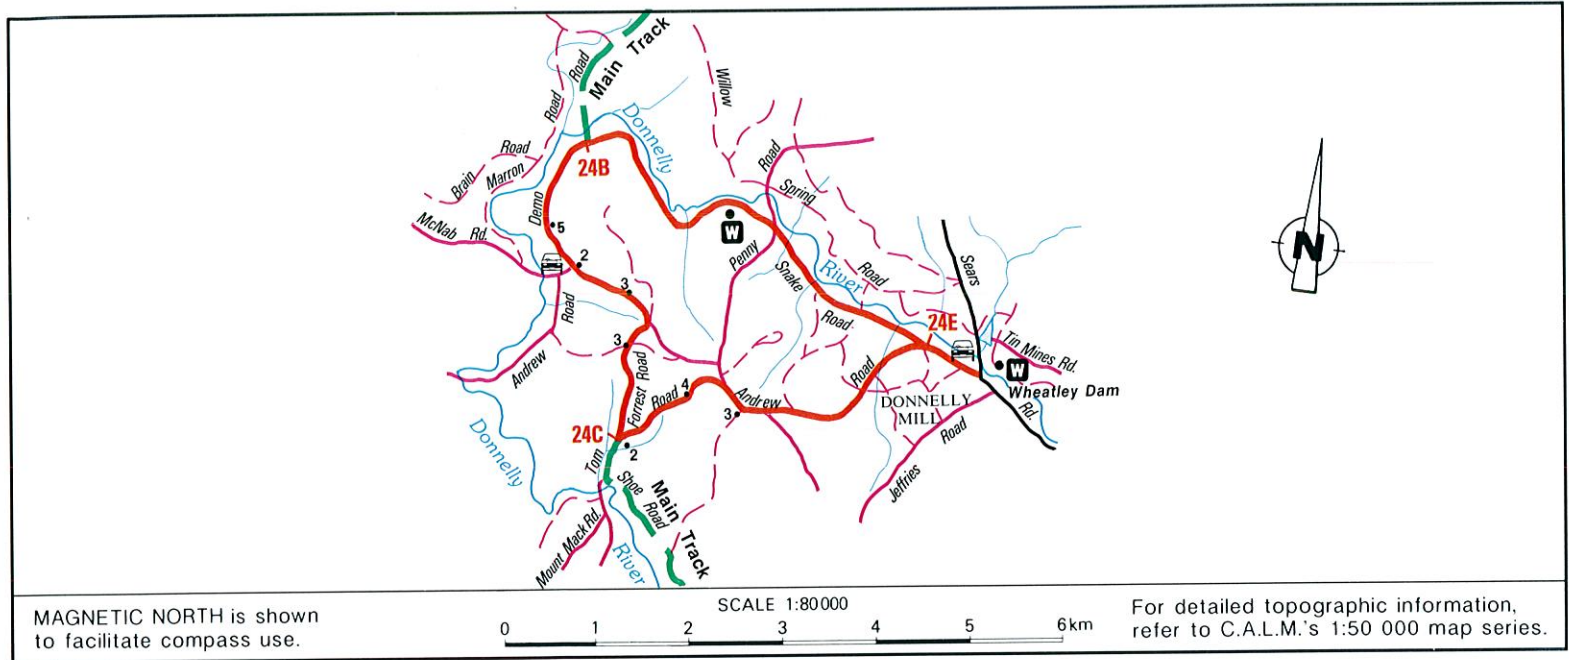 Main Track
Road
Donnelly
Willow
Road
Brain Road
Marron
24B
Road
Spring
Demo
McNab Rd.
5
W
2
Penny
Snake
River
Road
Sears
3
Road
Road
24E
Tin Mines Rd.
3
Andrew
Forrest Road
Road
4
Andrew
Road
W
Wheatley Dam
DONNELLY
MILL
Rd.
3
24C
2
Road
Donnelly
Tom
Shoe Road
Main Track
Jeffries
Mount Mack Rd.
River
N
MAGNETIC NORTH is shown
to facilitate compass use.
SCALE 1:80000
0 1 2 3 4 5 6km
For detailed topographic information,
refer to C.A.L.M.'s 1:50 000 map series.